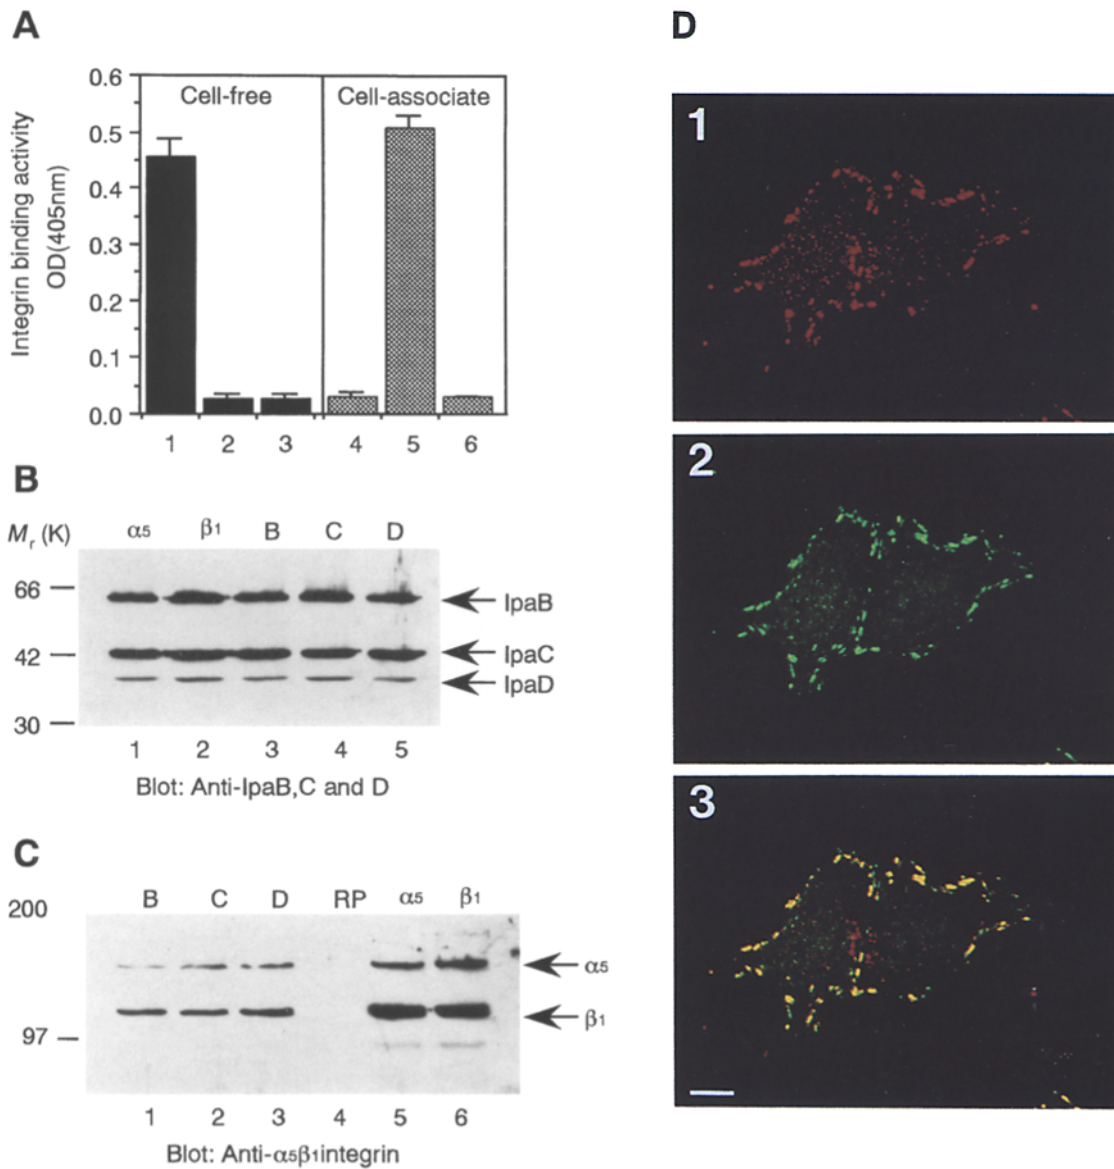 A
Integrin binding activity
OD(405nm)
0.6
0.5
0.4
0.3
0.2
0.1
0.0
Cell-free
Cell-associate
1 2 3 4 5 6
B
Mr (K)
α5 β1 B C D
66
42
30
IpaB
IpaC
IpaD
1 2 3 4 5
Blot: Anti-IpaB,C and D
C
200
97
B C D RP α5 β1
α5
β1
1 2 3 4 5 6
Blot: Anti-α5β1integrin
D
1
2
3